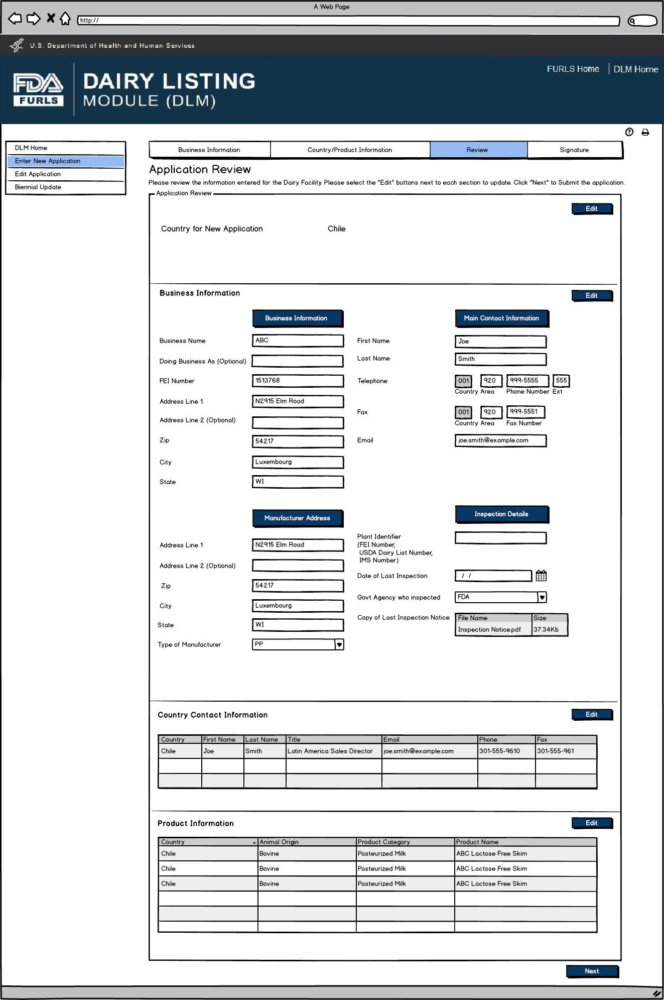 A Web Page
http://
U.S. Department of Health and Human Services
FURLS Home DLM Home
FDA FURLS
DAIRY LISTING
MODULE (DLM)
DLM Home
Enter New Application
Edit Application
Biennial Update
Business Information Country/Product Information Review Signature
Application Review
Please review the information entered for the Dairy Facility. Please select the "Edit" buttons next to each section to update. Click "Next" to Submit the application.
Application Review
Edit
Country for New Application Chile
Business Information Edit
Business Information
Business Name ABC
Doing Business As (Optional)
FEI Number 1513768
Address Line 1 N2915 Elm Road
Address Line 2 (Optional)
Zip 54217
City Luxembourg
State WI
Main Contact Information
First Name Joe
Last Name Smith
Telephone 001 920 999-5555 555
Country Area Phone Number Ext
Fax 001 920 999-5551
Country Area Fax Number
Email joe.smith@example.com
Manufacturer Address
Address Line 1 N2915 Elm Road
Address Line 2 (Optional)
Zip 54217
City Luxembourg
State WI
Type of Manufacturer PP
Inspection Details
Plant Identifier
(FEI Number,
USDA Dairy List Number,
IMS Number)
Date of Last Inspection / /
Govt Agency who inspected FDA
Copy of Last Inspection Notice File Name Size
Inspection Notice.pdf 37.34Kb
Country Contact Information Edit
Country First Name Last Name Title Email Phone Fax
Chile Joe Smith Latin America Sales Director joe.smith@example.com 301-555-9610 301-555-961
Product Information Edit
Country Animal Origin Product Category Product Name
Chile Bovine Pasteurized Milk ABC Lactose Free Skim
Chile Bovine Pasteurized Milk ABC Lactose Free Skim
Chile Bovine Pasteurized Milk ABC Lactose Free Skim
Next